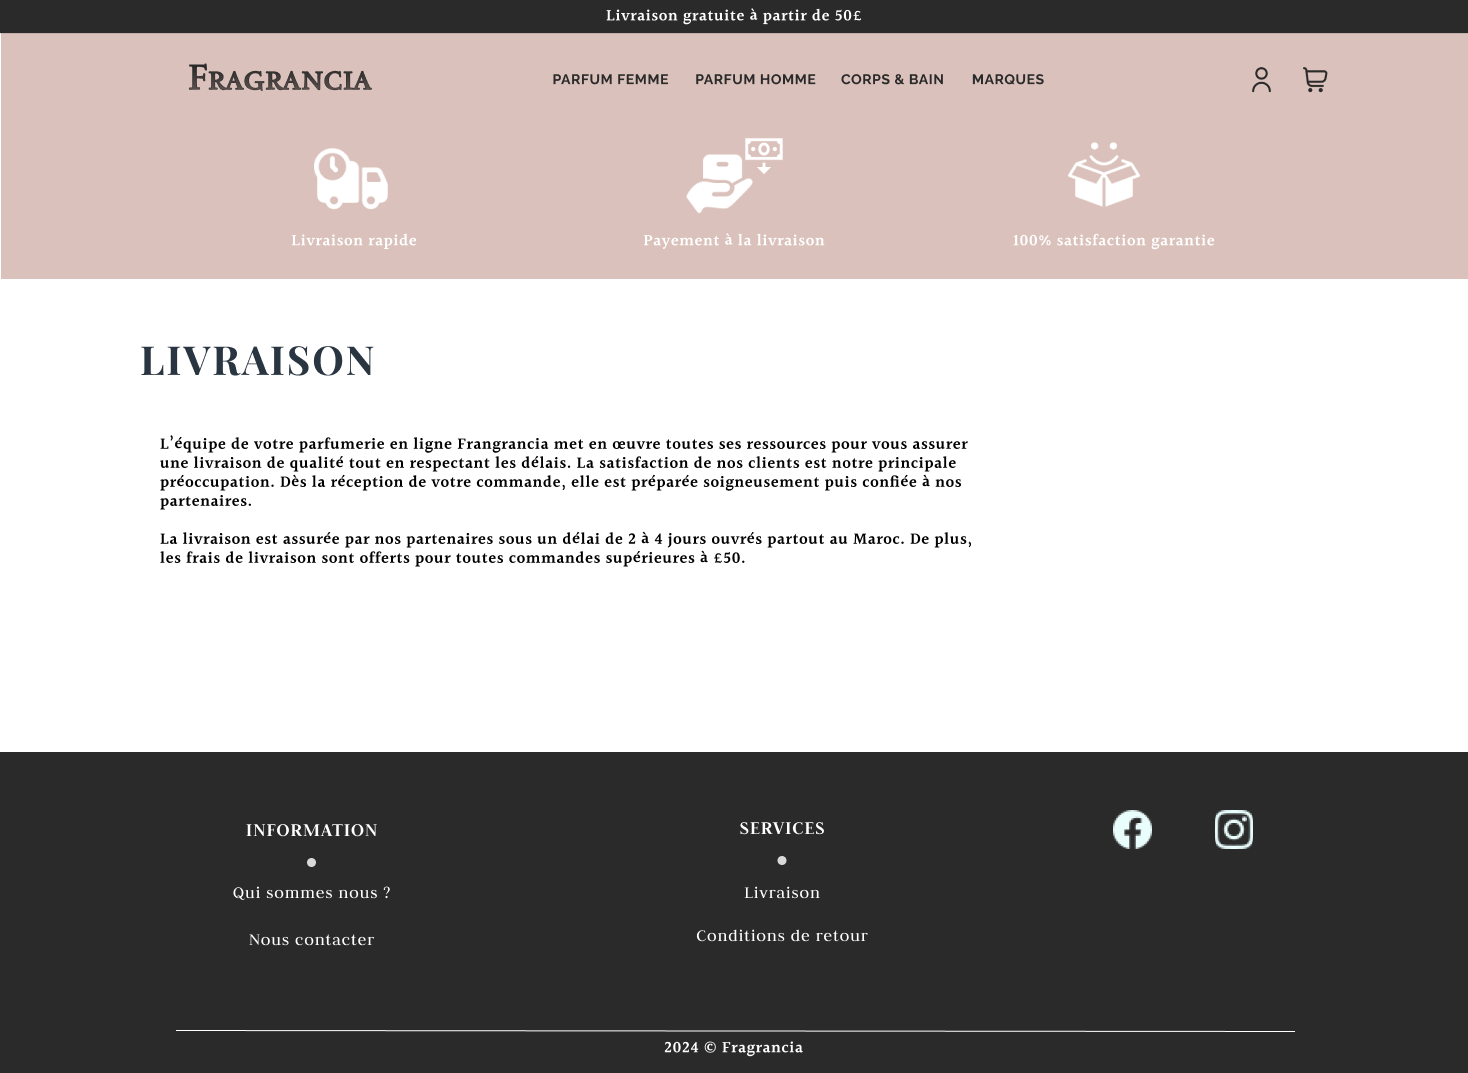 Livraison gratuite à partir de 50£
FRAGRANCIA
PARFUM FEMME PARFUM HOMME CORPS & BAIN MARQUES
Livraison rapide
Payement à la livraison
100% satisfaction garantie
LIVRAISON
L’équipe de votre parfumerie en ligne Frangrancia met en œuvre toutes ses ressources pour vous assurer
une livraison de qualité tout en respectant les délais. La satisfaction de nos clients est notre principale
préoccupation. Dès la réception de votre commande, elle est préparée soigneusement puis confiée à nos
partenaires.
La livraison est assurée par nos partenaires sous un délai de 2 à 4 jours ouvrés partout au Maroc. De plus,
les frais de livraison sont offerts pour toutes commandes supérieures à £50.
INFORMATION
Qui sommes nous ?
Nous contacter
SERVICES
Livraison
Conditions de retour
2024 © Fragrancia